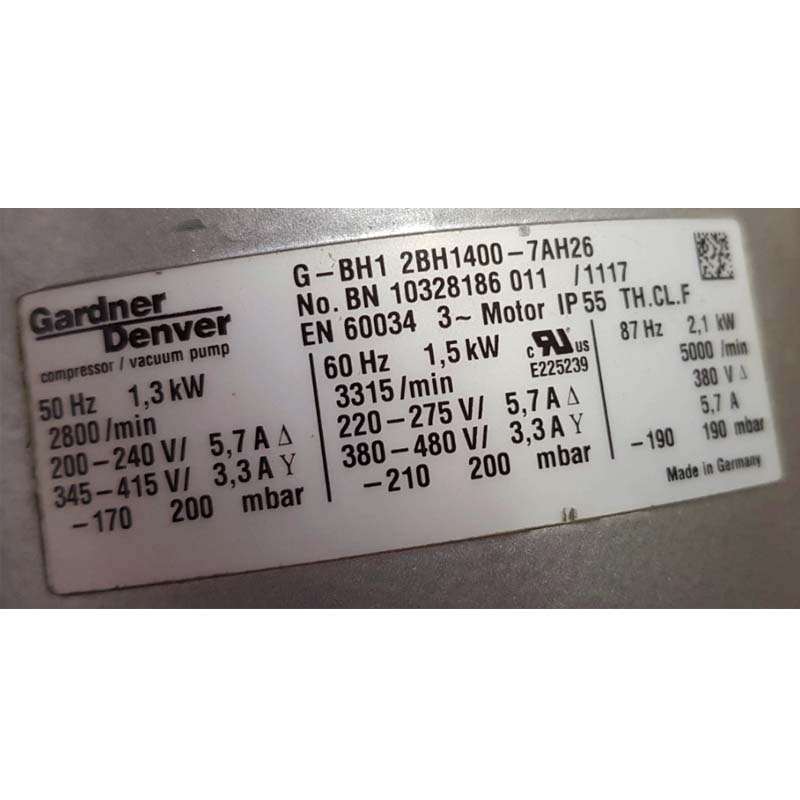 Gardner
Denver
compressor / vacuum pump
G-BH1 2BH1400-7AH26
No. BN 10328186 011 /1117
EN 60034 3~ Motor IP 55 TH.CL.F
50 Hz 1,3 kW
2800 /min
200-240 V/ 5,7 A Δ
345-415 V/ 3,3 A Y
-170 200 mbar
60 Hz 1,5 kW
c RU us
E225239
3315 /min
220-275 V/ 5,7 A Δ
380-480 V/ 3,3 A Y
-210 200 mbar
87 Hz 2,1 kW
5000 /min
380 V Δ
5,7 A
-190 190 mbar
Made in Germany